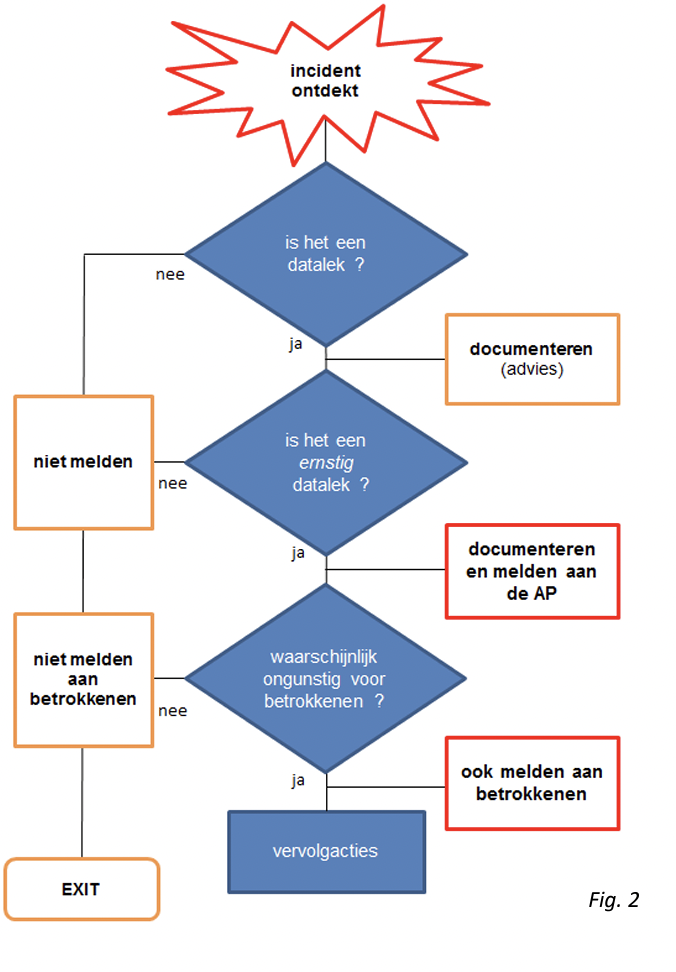 incident
ontdekt
is het een
datalek ?
nee
ja
documenteren
(advies)
is het een
ernstig
datalek ?
niet melden
nee
ja
documenteren
en melden aan
de AP
waarschijnlijk
ongunstig voor
betrokkenen ?
niet melden
aan
betrokkenen
nee
ja
ook melden aan
betrokkenen
vervolgacties
EXIT
Fig. 2